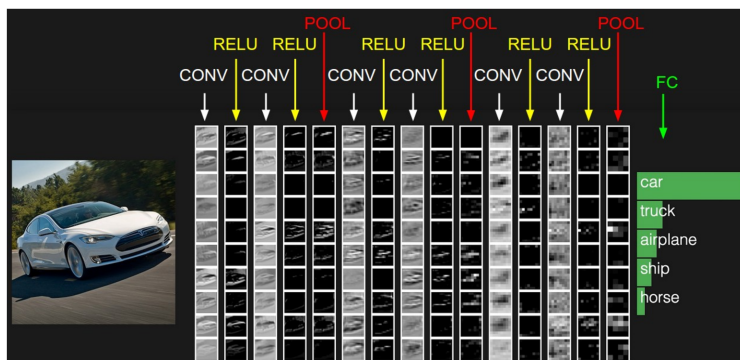 POOL POOL POOL
RELU RELU RELU RELU RELU RELU
CONV CONV CONV CONV CONV CONV FC
car
truck
airplane
ship
horse